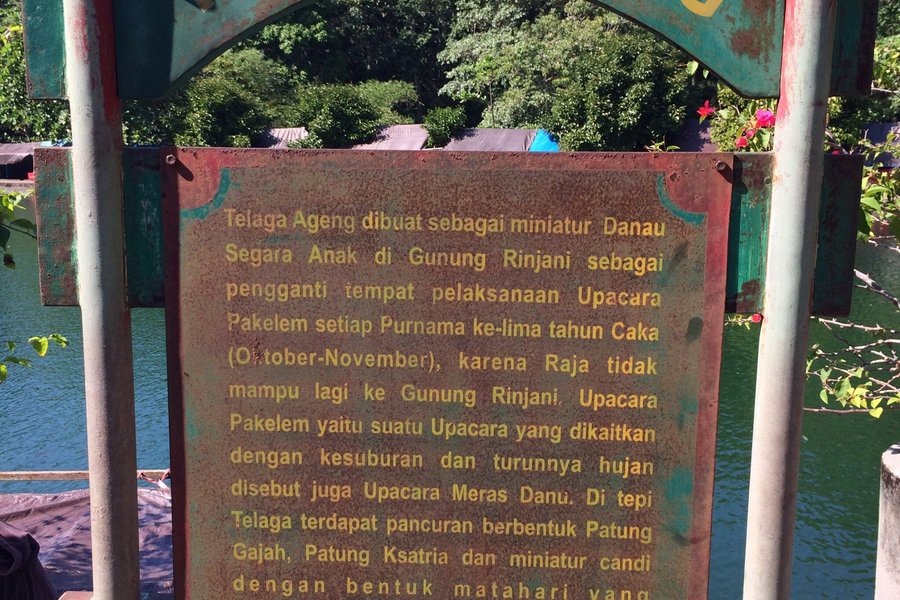 Telaga Ageng dibuat sebagai miniatur Danau
Segara Anak di Gunung Rinjani sebagai
pengganti tempat pelaksanaan Upacara
Pakelem setiap Purnama ke-lima tahun Caka
(Oktober-November), karena Raja tidak
mampu lagi ke Gunung Rinjani. Upacara
Pakelem yaitu suatu Upacara yang dikaitkan
dengan kesuburan dan turunnya hujan
disebut juga Upacara Meras Danu. Di tepi
Telaga terdapat pancuran berbentuk Patung
Gajah, Patung Ksatria dan miniatur candi
dengan bentuk matahari yang